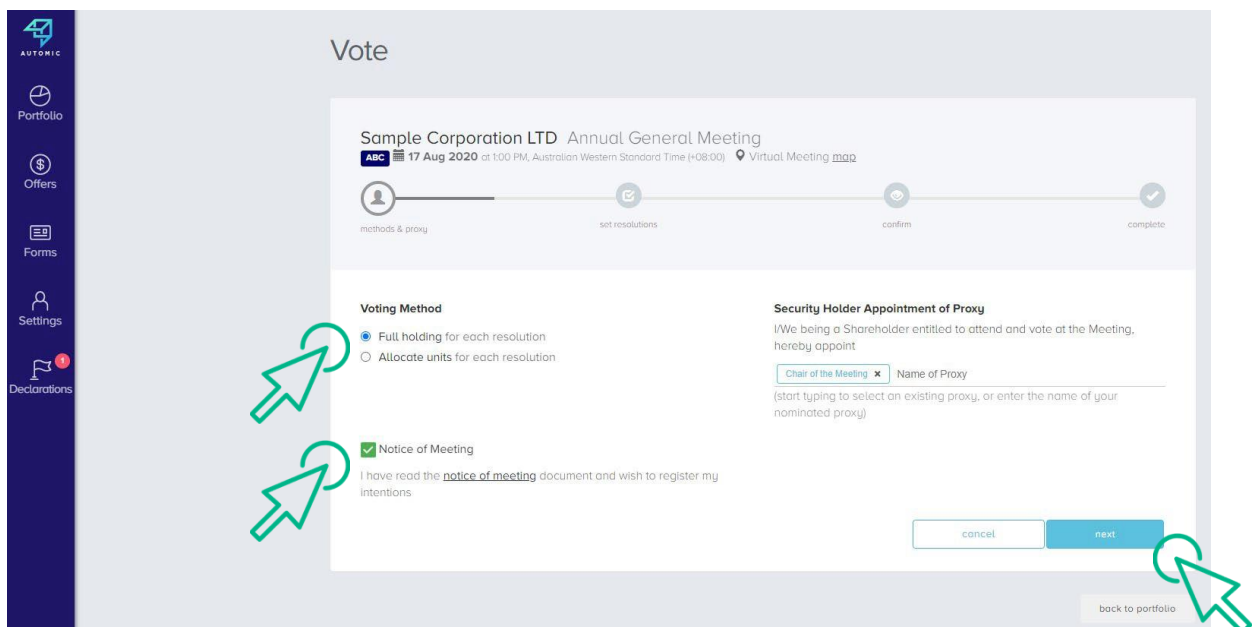 AUTOMIC
Portfolio
Offers
Forms
Settings
1
Declarations
Vote
Sample Corporation LTD Annual General Meeting
ABC 17 Aug 2020 at 1:00 PM, Australian Western Standard Time (+08:00) Virtual Meeting map
methods & proxy set resolutions confirm complete
Voting Method
Full holding for each resolution
Allocate units for each resolution
Security Holder Appointment of Proxy
I/We being a Shareholder entitled to attend and vote at the Meeting,
hereby appoint
Chair of the Meeting × Name of Proxy
(start typing to select an existing proxy, or enter the name of your
nominated proxy)
Notice of Meeting
I have read the notice of meeting document and wish to register my
intentions
cancel next
back to portfolio